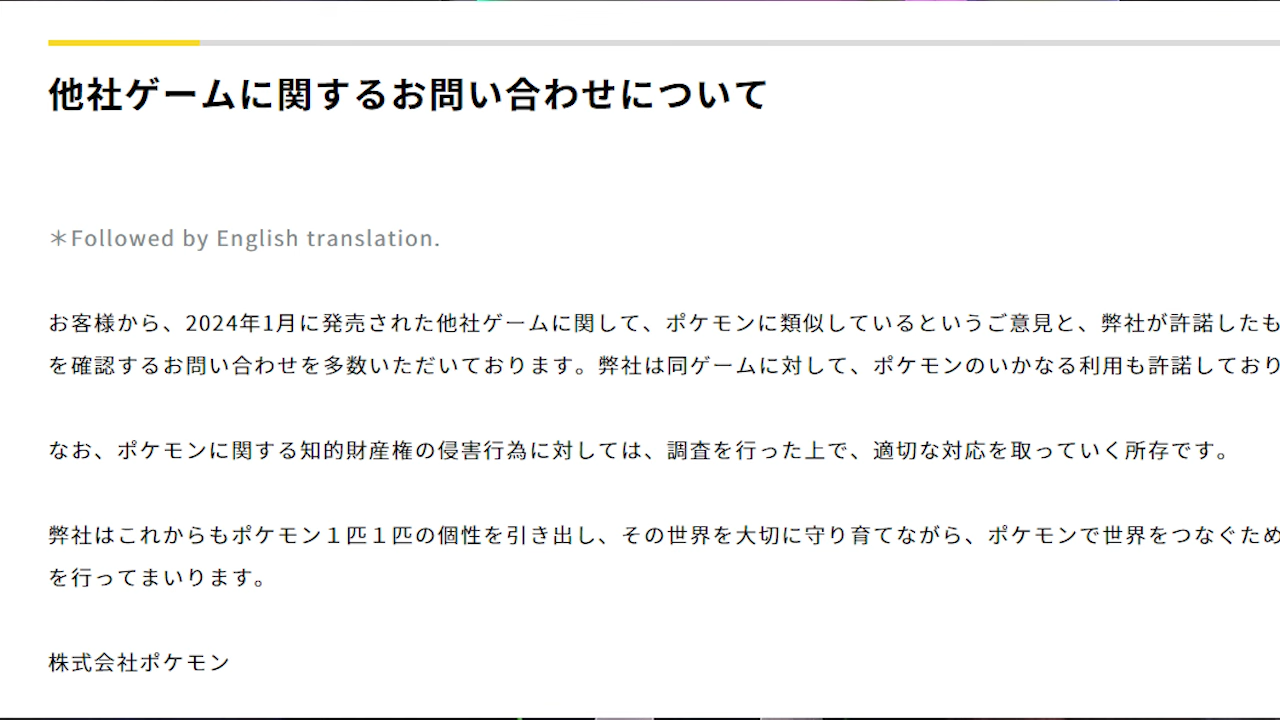 他社ゲームに関するお問い合わせについて
＊Followed by English translation.
お客様から、2024年1月に発売された他社ゲームに関して、ポケモンに類似しているというご意見と、弊社が許諾したも
を確認するお問い合わせを多数いただいております。弊社は同ゲームに対して、ポケモンのいかなる利用も許諾しており
なお、ポケモンに関する知的財産権の侵害行為に対しては、調査を行った上で、適切な対応を取っていく所存です。
弊社はこれからもポケモン１匹１匹の個性を引き出し、その世界を大切に守り育てながら、ポケモンで世界をつなぐため
を行ってまいります。
株式会社ポケモン